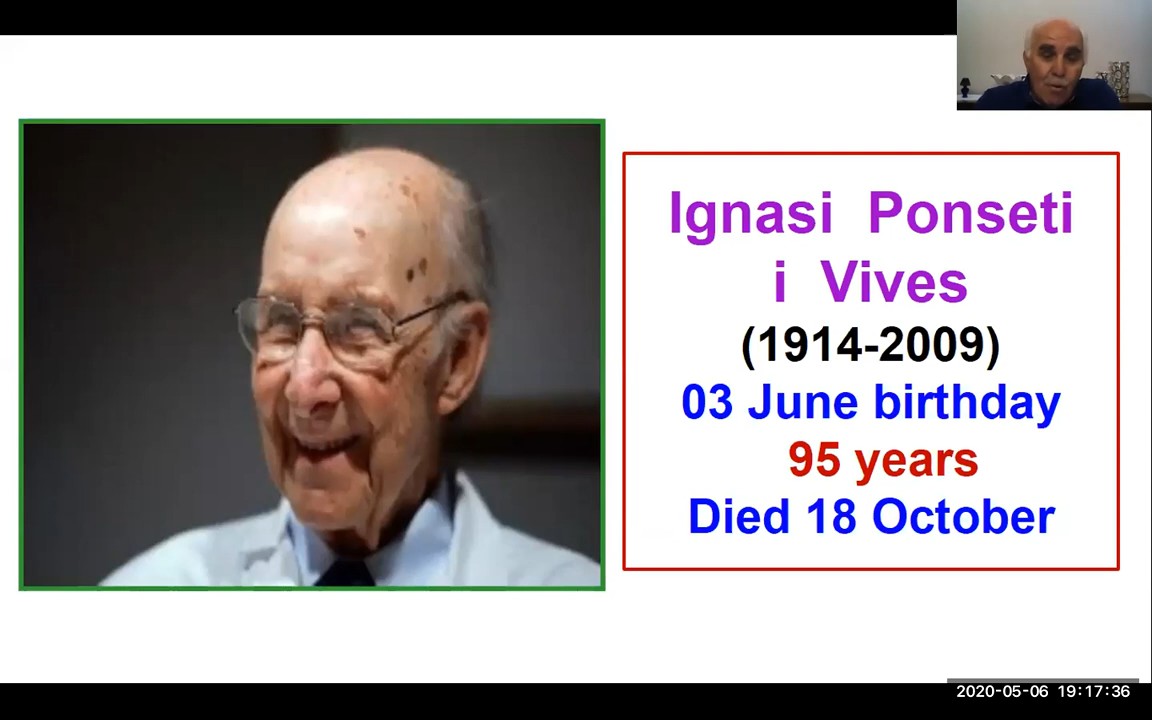 Ignasi Ponseti
i Vives
(1914-2009)
03 June birthday
95 years
Died 18 October
2020-05-06 19:17:36